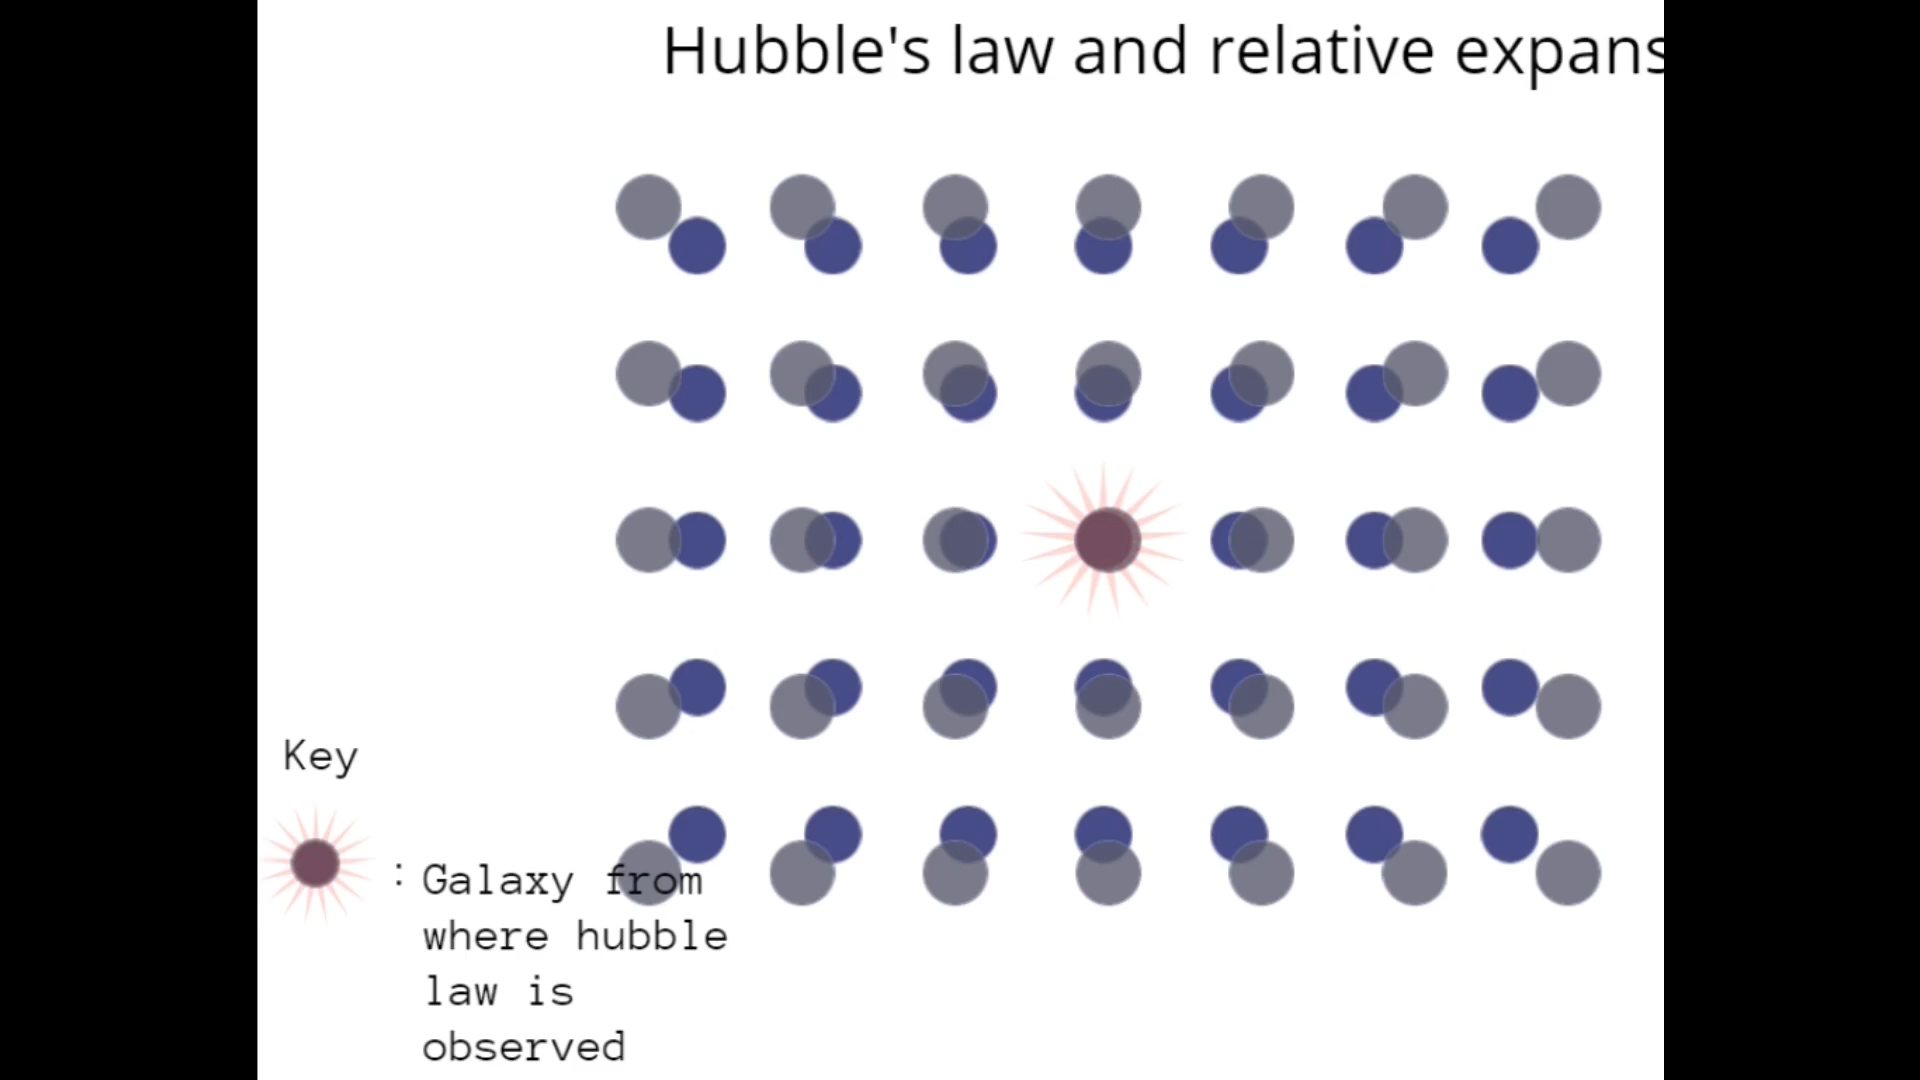 Hubble's law and relative expans
Key
: Galaxy from
where hubble
law is
observed